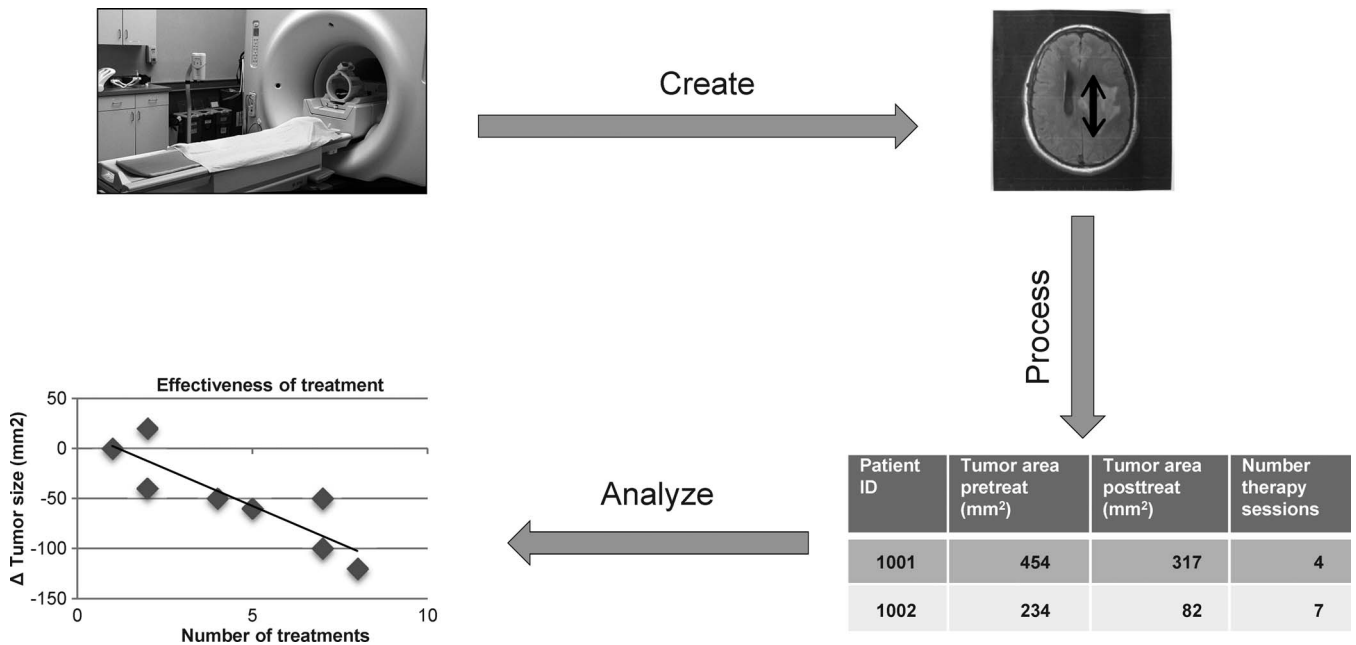 Create
Process
Patient ID
Tumor area pretreat (mm²)
Tumor area posttreat (mm²)
Number therapy sessions
1001 454 317 4
1002 234 82 7
Analyze
Effectiveness of treatment
Δ Tumor size (mm2)
50
0
-50
-100
-150
0 5 10
Number of treatments